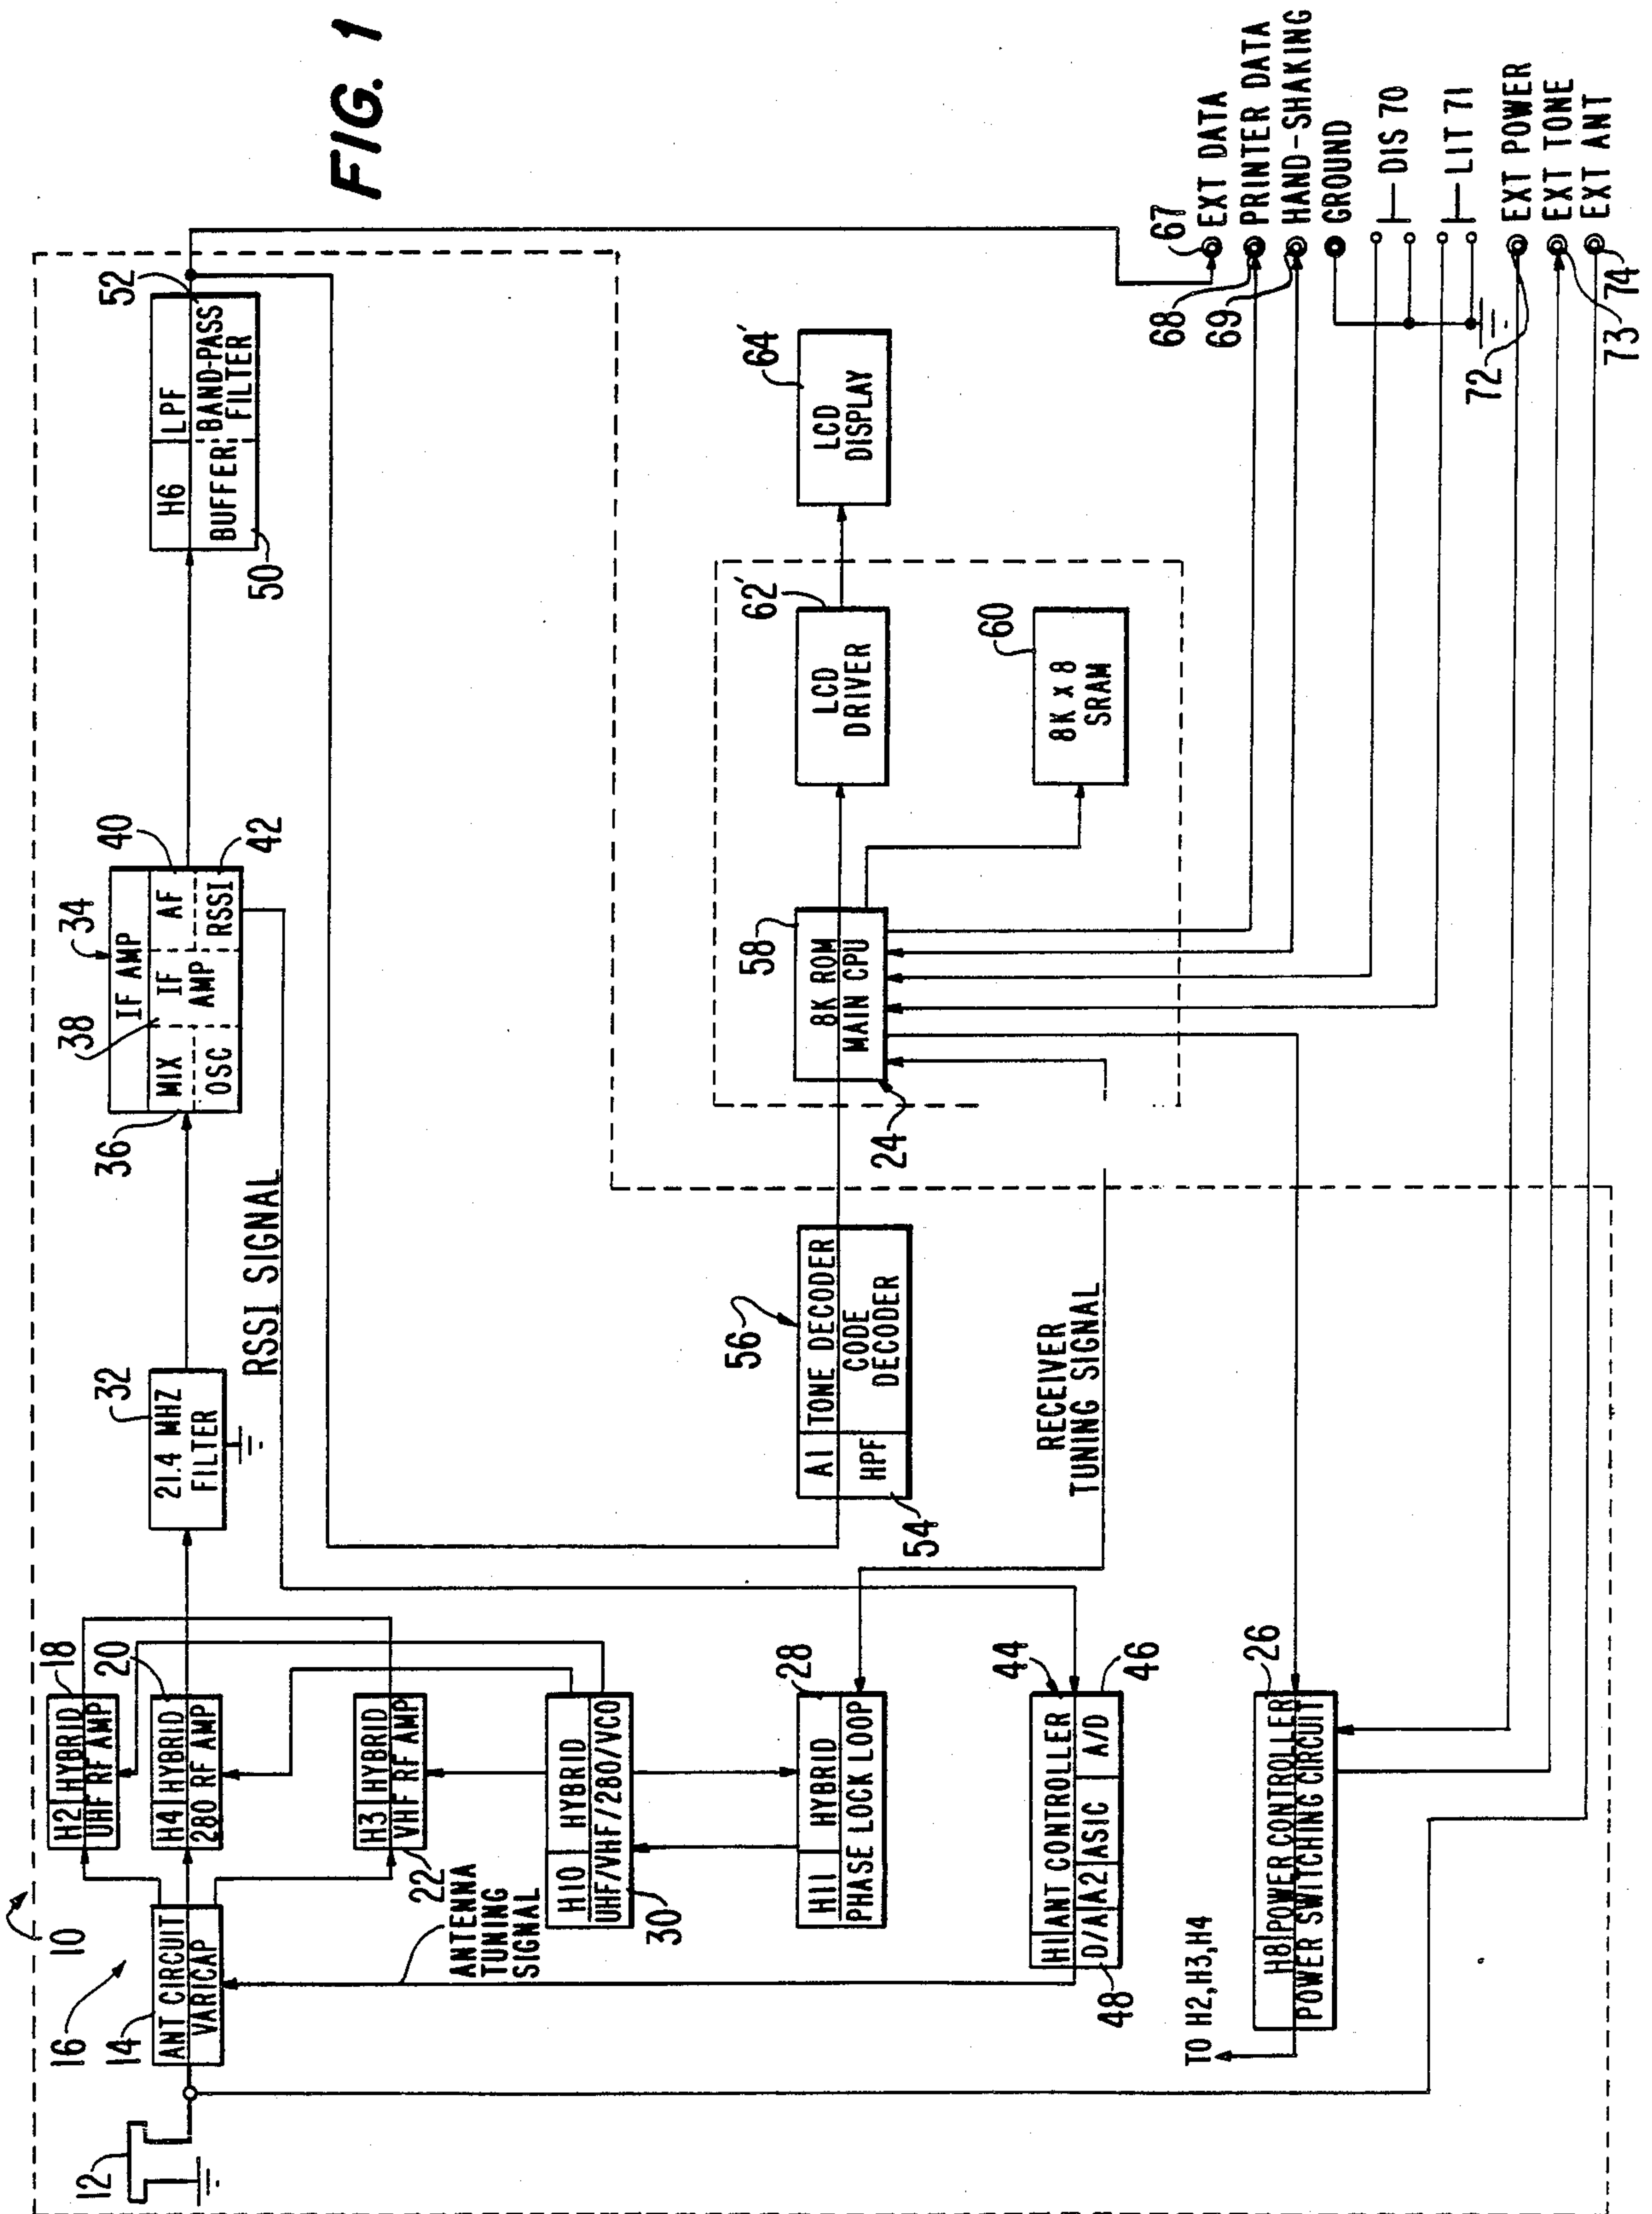 FIG. 1
10
12
14
16
ANT CIRCUIT
VARICAP
18
H2 HYBRID
UHF RF AMP
20
H4 HYBRID
280 RF AMP
H3 HYBRID
VHF RF AMP
22
ANTENNA
TUNING
SIGNAL
H10 HYBRID
UHF/VHF/280/VCO
30
28
H11 HYBRID
PHASE LOCK LOOP
44
H1 ANT CONTROLLER
D/A A2 ASIC A/D
46
48
26
H8 POWER CONTROLLER
POWER SWITCHING CIRCUIT
TO H2,H3,H4
32
21.4 MHZ
FILTER
RSSI SIGNAL
34
IF AMP
38
36
MIX IF AF
AMP
OSC RSSI
40
42
52
H6 LPF
BUFFER BAND-PASS
FILTER
50
56
A1 TONE DECODER
HPF CODE
DECODER
54
RECEIVER
TUNING SIGNAL
58
8K ROM
MAIN CPU
24
62'
LCD
DRIVER
64'
LCD
DISPLAY
60
8K X 8
SRAM
67
EXT DATA
68
PRINTER DATA
69
HAND-SHAKING
GROUND
DIS 70
LIT 71
72
EXT POWER
73
EXT TONE
74
EXT ANT